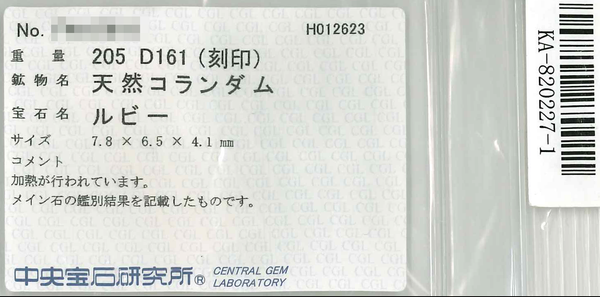 No.
H012623
重量 205 D161 (刻印)
鉱物名 天然コランダム
宝石名 ルビー
サイズ 7.8 × 6.5 × 4.1 mm
コメント
加熱が行われています。
メイン石の鑑別結果を記載したものです。
中央宝石研究所® CENTRAL GEM
LABORATORY
KA-820227-1